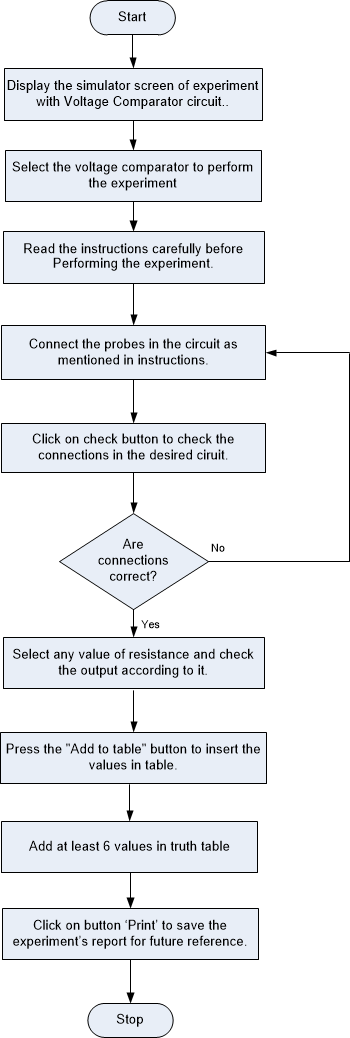 Start
Display the simulator screen of experiment
with Voltage Comparator circuit..
Select the voltage comparator to perform
the experiment
Read the instructions carefully before
Performing the experiment.
Connect the probes in the circuit as
mentioned in instructions.
Click on check button to check the
connections in the desired ciruit.
Are
connections
correct?
No
Yes
Select any value of resistance and check
the output according to it.
Press the "Add to table" button to insert the
values in table.
Add at least 6 values in truth table
Click on button ‘Print’ to save the
experiment’s report for future reference.
Stop